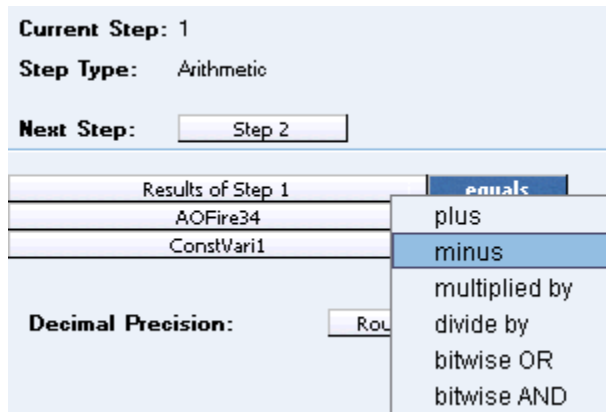 Current Step: 1
Step Type: Arithmetic
Next Step: Step 2
Results of Step 1 equals
AOFire34 plus
ConstVari1 minus
multiplied by
Decimal Precision: Rou divide by
bitwise OR
bitwise AND